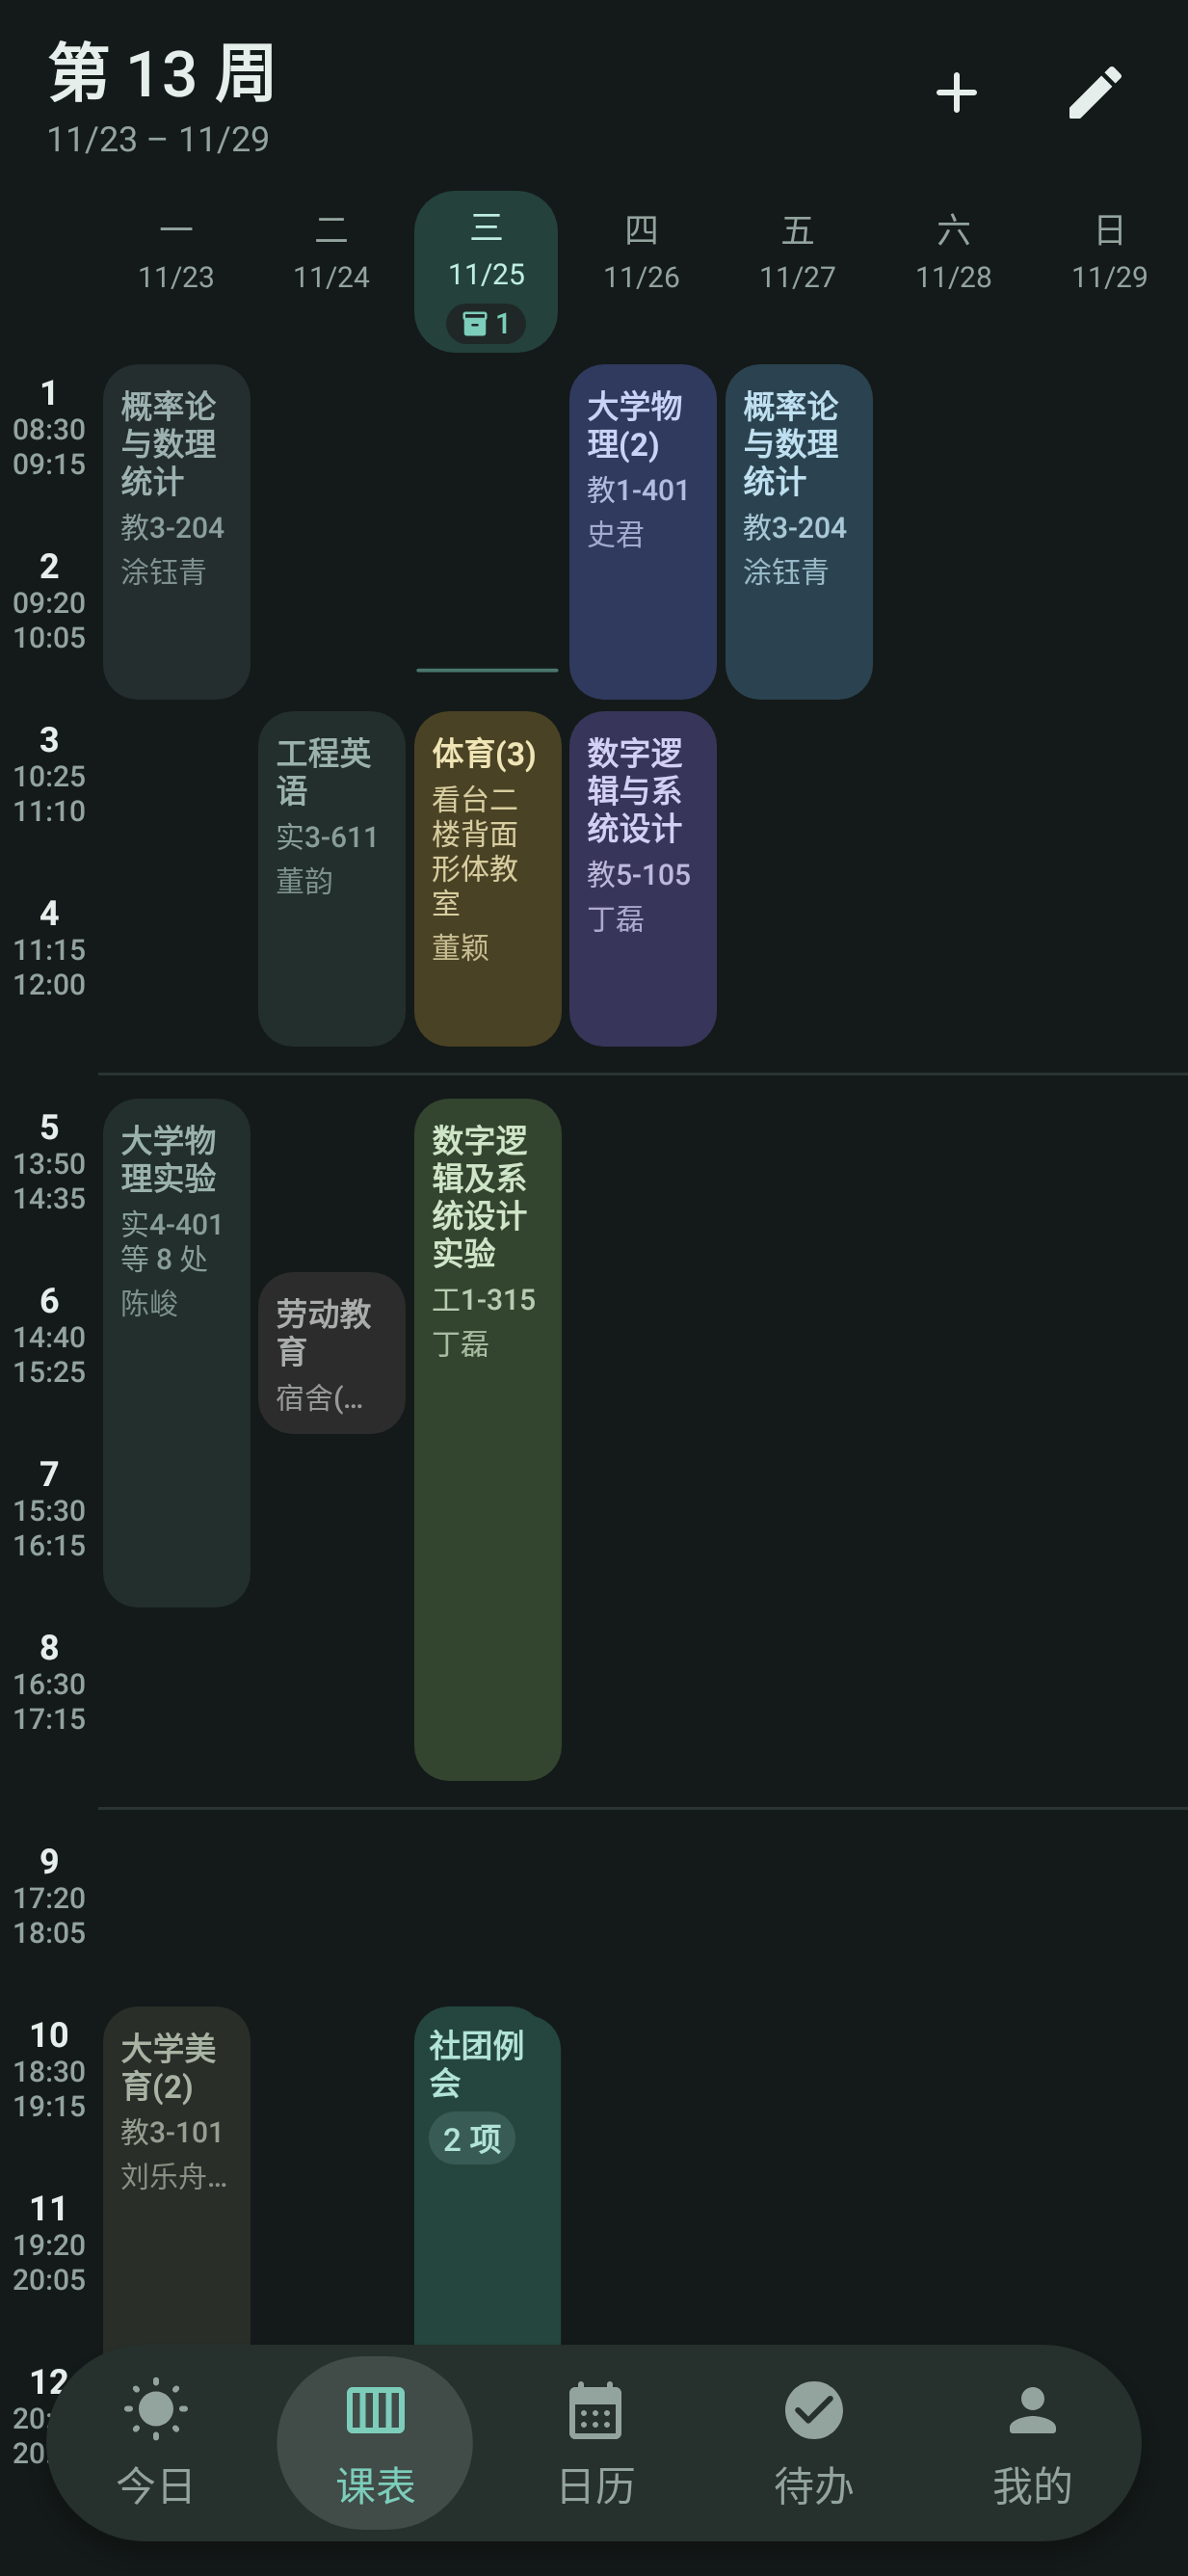 第 13 周
11/23 – 11/29
一
11/23
二
11/24
三
11/25
1
四
11/26
五
11/27
六
11/28
日
11/29
1
08:30
09:15
2
09:20
10:05
3
10:25
11:10
4
11:15
12:00
5
13:50
14:35
6
14:40
15:25
7
15:30
16:15
8
16:30
17:15
9
17:20
18:05
10
18:30
19:15
11
19:20
20:05
12
概率论
与数理
统计
教3-204
涂钰青
大学物
理实验
实4-401
等 8 处
陈峻
大学美
育(2)
教3-101
刘乐舟...
工程英
语
实3-611
董韵
劳动教
育
宿舍(...
体育(3)
看台二
楼背面
形体教
室
董颖
数字逻
辑及系
统设计
实验
工1-315
丁磊
社团例
会
2 项
大学物
理(2)
教1-401
史君
数字逻
辑与系
统设计
教5-105
丁磊
概率论
与数理
统计
教3-204
涂钰青
今日
课表
日历
待办
我的